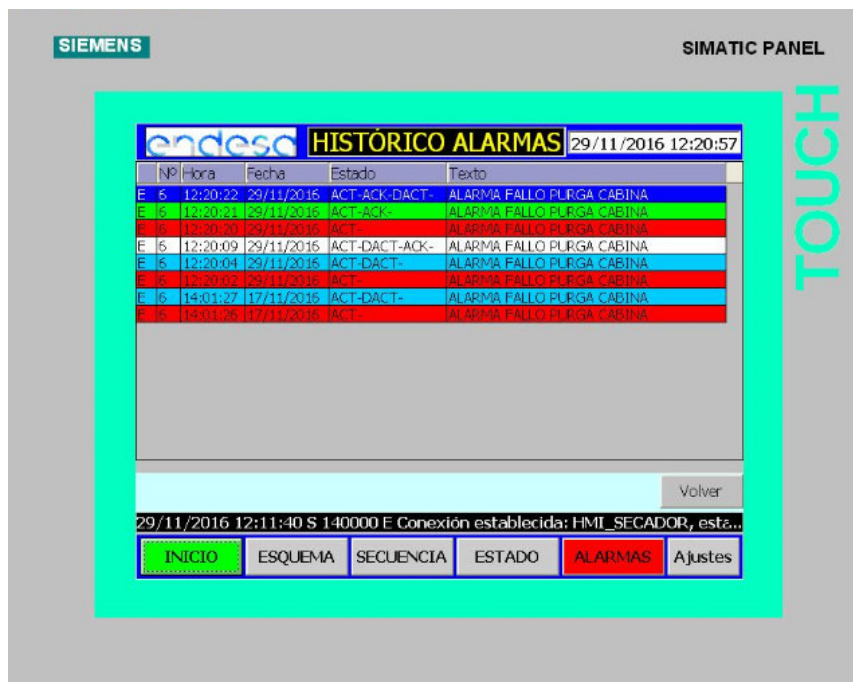 SIEMENS
SIMATIC PANEL
TOUCH
endesa HISTÓRICO ALARMAS 29/11/2016 12:20:57
Nº Hora Fecha Estado Texto
E 6 12:20:22 29/11/2016 ACT-ACK-DACT- ALARMA FALLO PURGA CABINA
E 6 12:20:21 29/11/2016 ACT-ACK- ALARMA FALLO PURGA CABINA
E 6 12:20:20 29/11/2016 ACT- ALARMA FALLO PURGA CABINA
E 6 12:20:09 29/11/2016 ACT-DACT-ACK- ALARMA FALLO PURGA CABINA
E 6 12:20:04 29/11/2016 ACT-DACT- ALARMA FALLO PURGA CABINA
E 6 12:20:02 29/11/2016 ACT- ALARMA FALLO PURGA CABINA
E 6 14:01:27 17/11/2016 ACT-DACT- ALARMA FALLO PURGA CABINA
E 6 14:01:26 17/11/2016 ACT- ALARMA FALLO PURGA CABINA
Volver
29/11/2016 12:11:40 S 140000 E Conexión establecida: HMI_SECADOR, esta...
INICIO ESQUEMA SECUENCIA ESTADO ALARMAS Ajustes